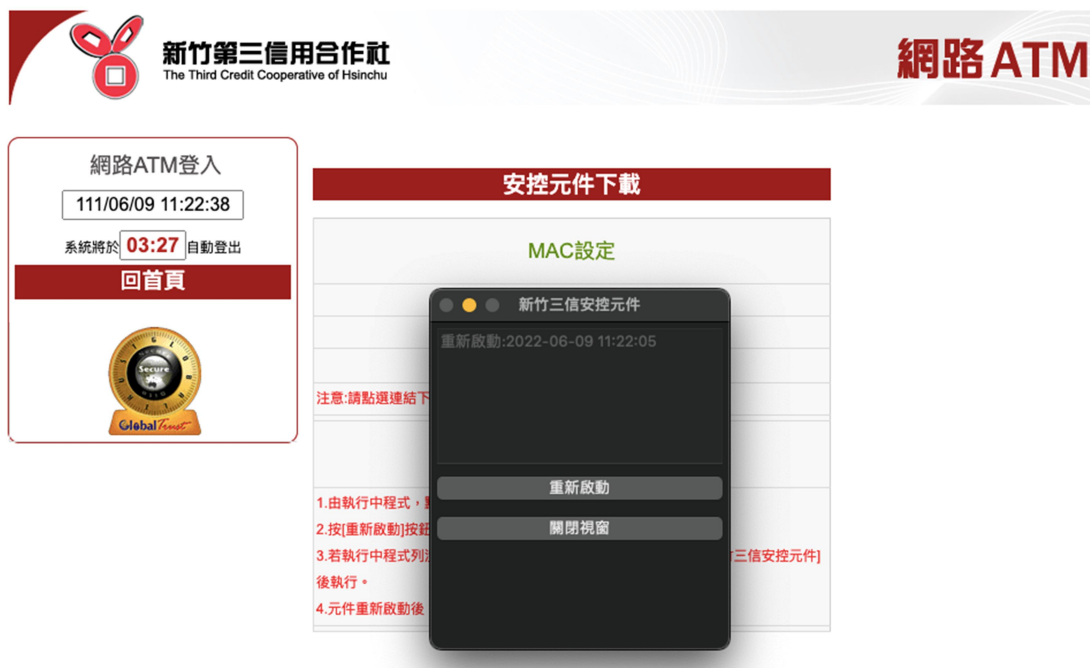 新竹第三信用合作社
The Third Credit Cooperative of Hsinchu
網路ATM
網路ATM登入
111/06/09 11:22:38
系統將於 03:27 自動登出
回首頁
Secure
GlobalTrust
安控元件下載
MAC設定
新竹三信安控元件
重新啟動:2022-06-09 11:22:05
重新啟動
關閉視窗
注意:請點選連結下
1.由執行中程式，
2.按[重新啟動]按鈕
3.若執行中程式列 三信安控元件]
後執行。
4.元件重新啟動後